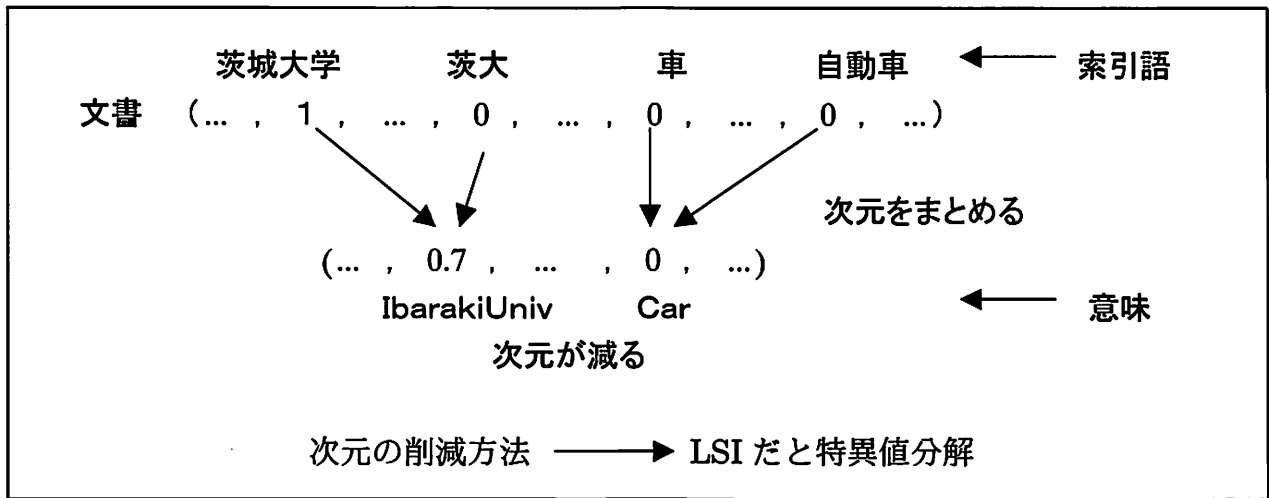 茨城大学 茨大 車 自動車 索引語
文書 (... , 1 , ... , 0 , ... , 0 , ... , 0 , ...)
次元をまとめる
(... , 0.7 , ... , 0 , ...)
IbarakiUniv Car 意味
次元が減る
次元の削減方法 LSI だと特異値分解